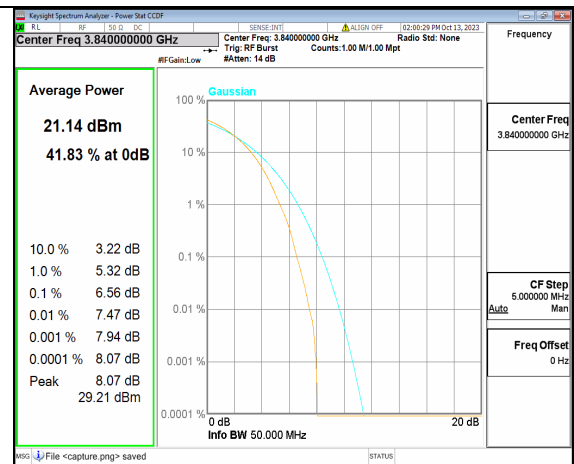 Keysight Spectrum Analyzer - Power Stat CCDF
RL RF 50 Ω DC SENSE:INT ALIGN OFF 02:00:29 PM Oct 13, 2023
Center Freq 3.840000000 GHz
Center Freq: 3.840000000 GHz Radio Std: None
Trig: RF Burst Counts:1.00 M/1.00 Mpt
#IFGain:Low #Atten: 14 dB
Frequency
Average Power
21.14 dBm
41.83 % at 0dB
10.0 % 3.22 dB
1.0 % 5.32 dB
0.1 % 6.56 dB
0.01 % 7.47 dB
0.001 % 7.94 dB
0.0001 % 8.07 dB
Peak 8.07 dB
29.21 dBm
Gaussian
100 %
10 %
1 %
0.1 %
0.01 %
0.001 %
0.0001 %
0 dB 20 dB
Info BW 50.000 MHz
Center Freq
3.840000000 GHz
CF Step
5.000000 MHz
Auto Man
Freq Offset
0 Hz
MSG File <capture.png> saved STATUS